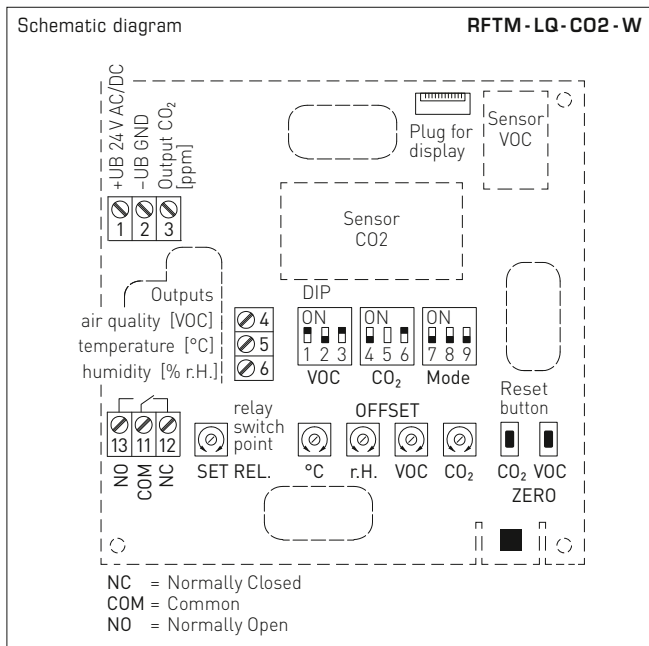 Schematic diagram
RFTM-LQ-CO2-W
+UB 24 V AC/DC
–UB GND
Output CO₂
[ppm]
1 2 3
Plug for
display
Sensor
VOC
Sensor
CO2
Outputs
air quality [VOC]
temperature [°C]
humidity [% r.H.]
4
5
6
DIP
ON ON ON
1 2 3 4 5 6 7 8 9
VOC CO₂ Mode
13 11 12
NO COM NC
relay
switch
point
SET REL.
OFFSET
°C r.H. VOC CO₂
Reset
button
CO₂ VOC
ZERO
NC = Normally Closed
COM = Common
NO = Normally Open